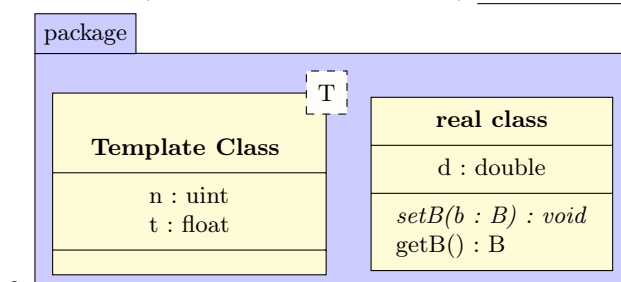 package
T
Template Class
n : uint
t : float
real class
d : double
setB(b : B) : void
getB() : B